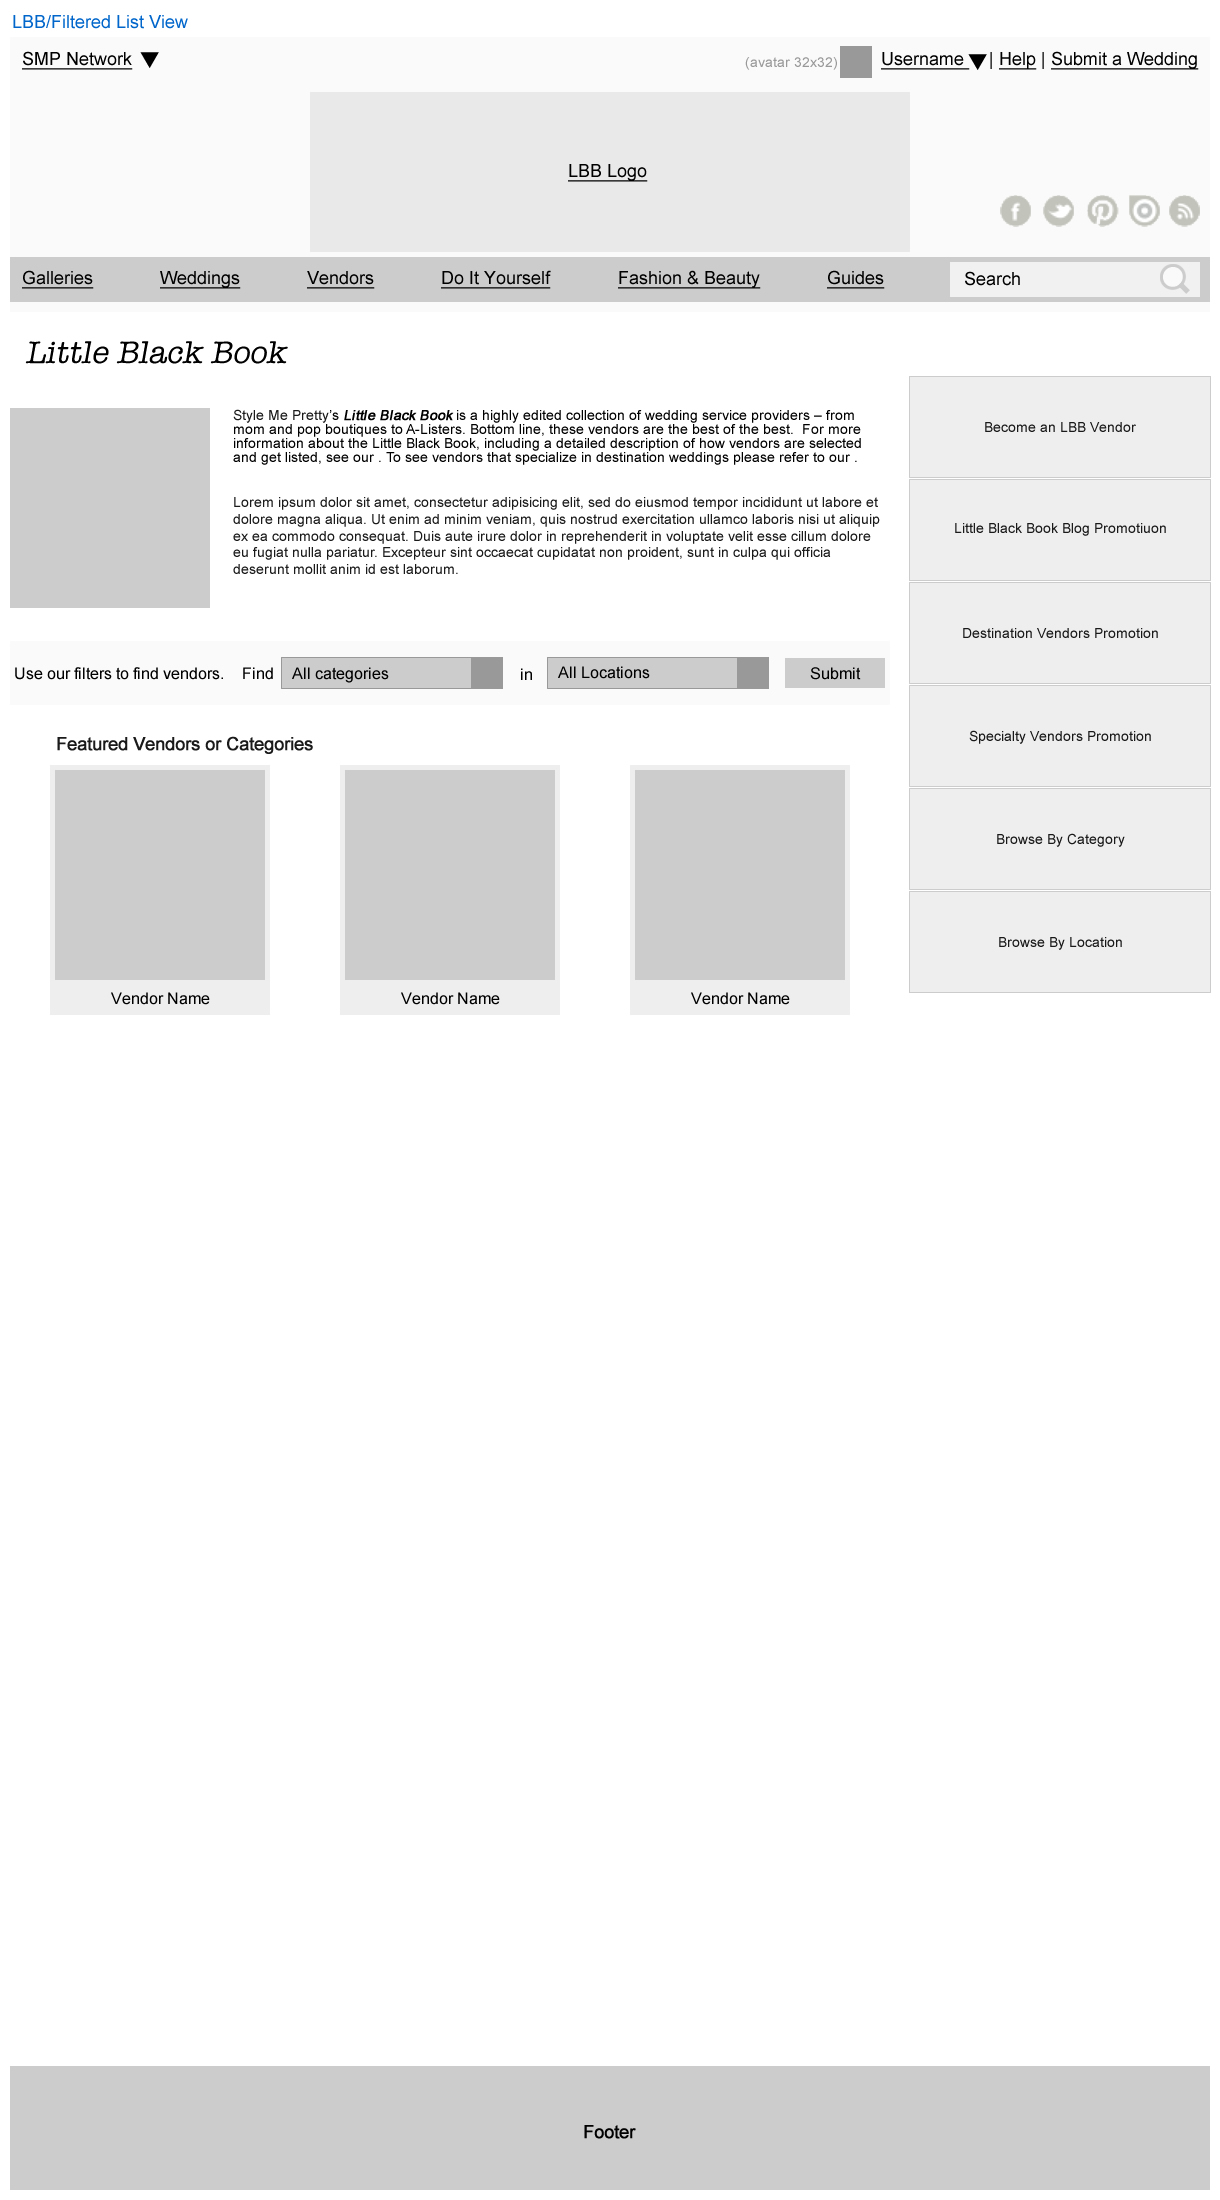 LBB/Filtered List View
SMP Network
(avatar 32x32)
Username | Help | Submit a Wedding
LBB Logo
Galleries Weddings Vendors Do It Yourself Fashion & Beauty Guides Search
Little Black Book
Style Me Pretty’s Little Black Book is a highly edited collection of wedding service providers – from
mom and pop boutiques to A-Listers. Bottom line, these vendors are the best of the best.  For more
information about the Little Black Book, including a detailed description of how vendors are selected
and get listed, see our . To see vendors that specialize in destination weddings please refer to our .
Lorem ipsum dolor sit amet, consectetur adipisicing elit, sed do eiusmod tempor incididunt ut labore et
dolore magna aliqua. Ut enim ad minim veniam, quis nostrud exercitation ullamco laboris nisi ut aliquip
ex ea commodo consequat. Duis aute irure dolor in reprehenderit in voluptate velit esse cillum dolore
eu fugiat nulla pariatur. Excepteur sint occaecat cupidatat non proident, sunt in culpa qui officia
deserunt mollit anim id est laborum.
Use our filters to find vendors. Find All categories in All Locations Submit
Featured Vendors or Categories
Vendor Name Vendor Name Vendor Name
Become an LBB Vendor
Little Black Book Blog Promotiuon
Destination Vendors Promotion
Specialty Vendors Promotion
Browse By Category
Browse By Location
Footer